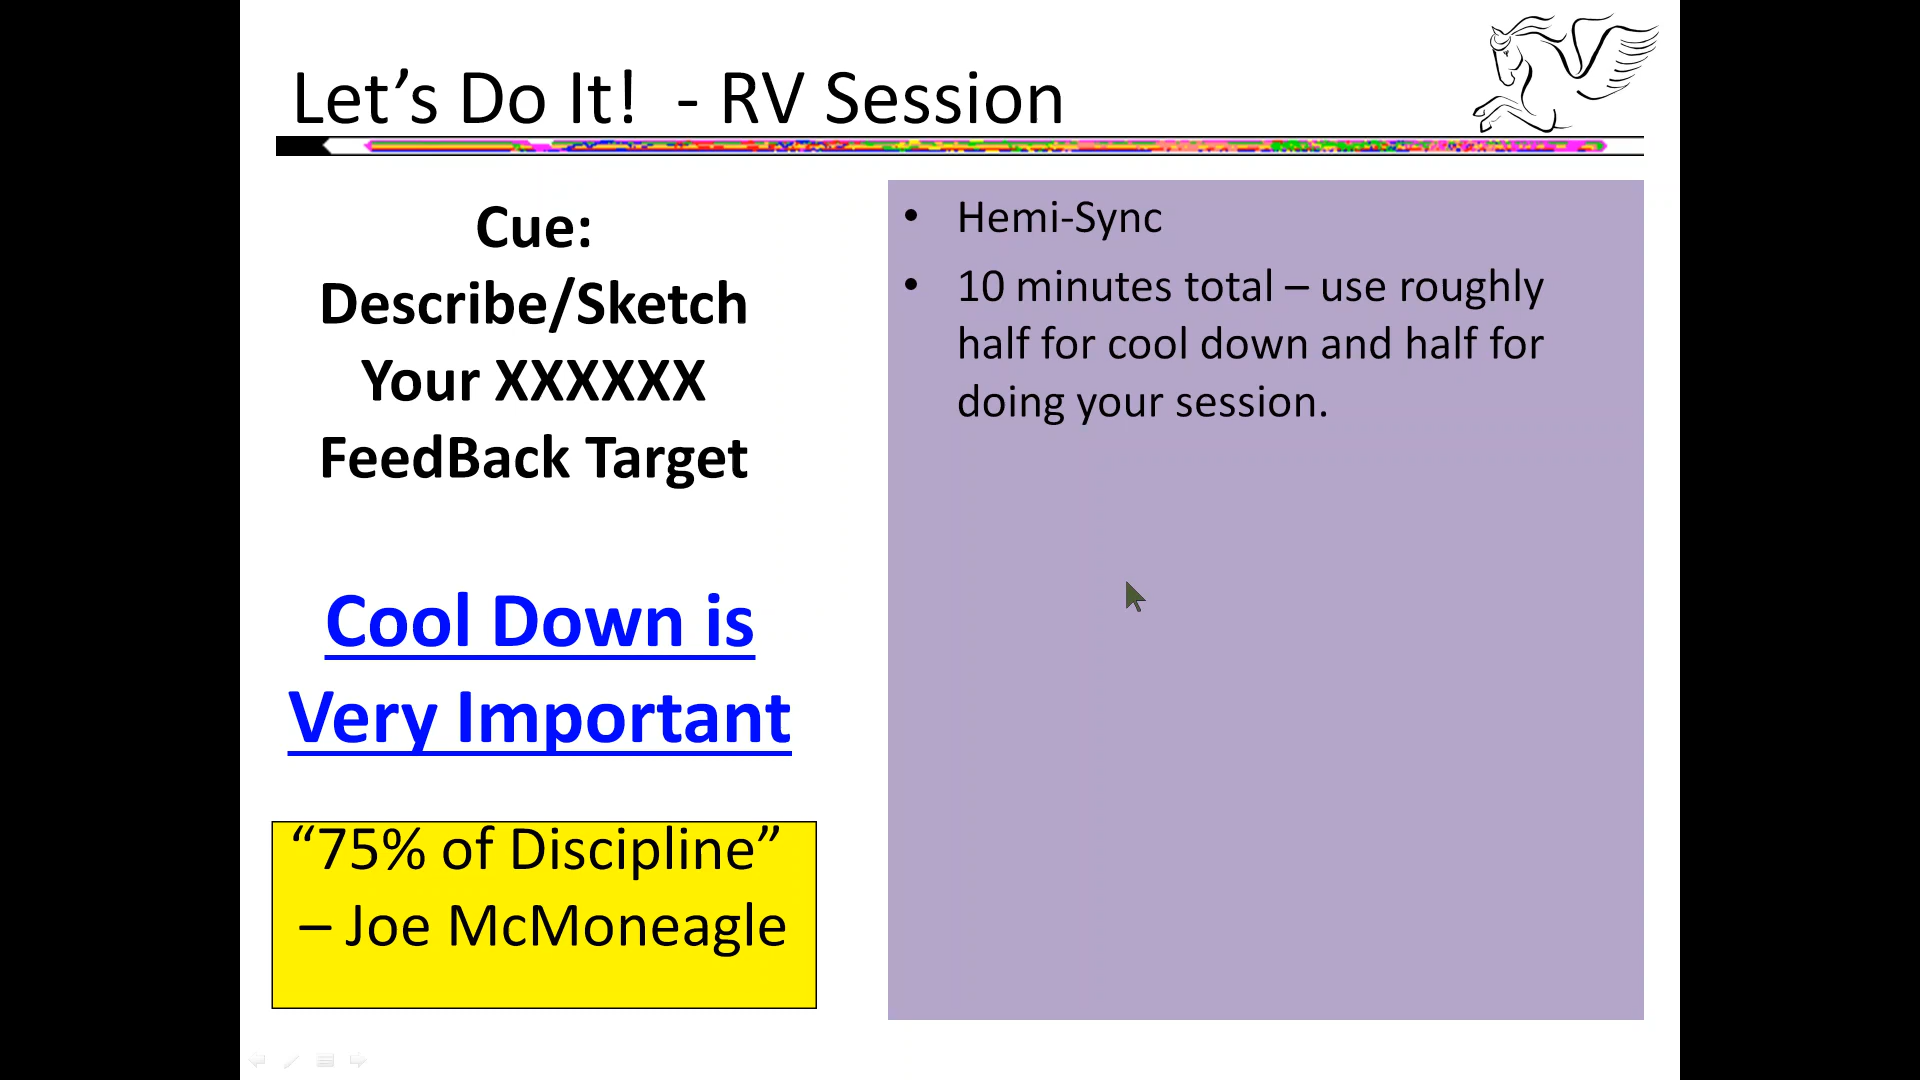 Let’s Do It!  - RV Session
Cue:
Describe/Sketch
Your XXXXXX
FeedBack Target
Cool Down is
Very Important
“75% of Discipline”
– Joe McMoneagle
• Hemi-Sync
• 10 minutes total – use roughly
half for cool down and half for
doing your session.